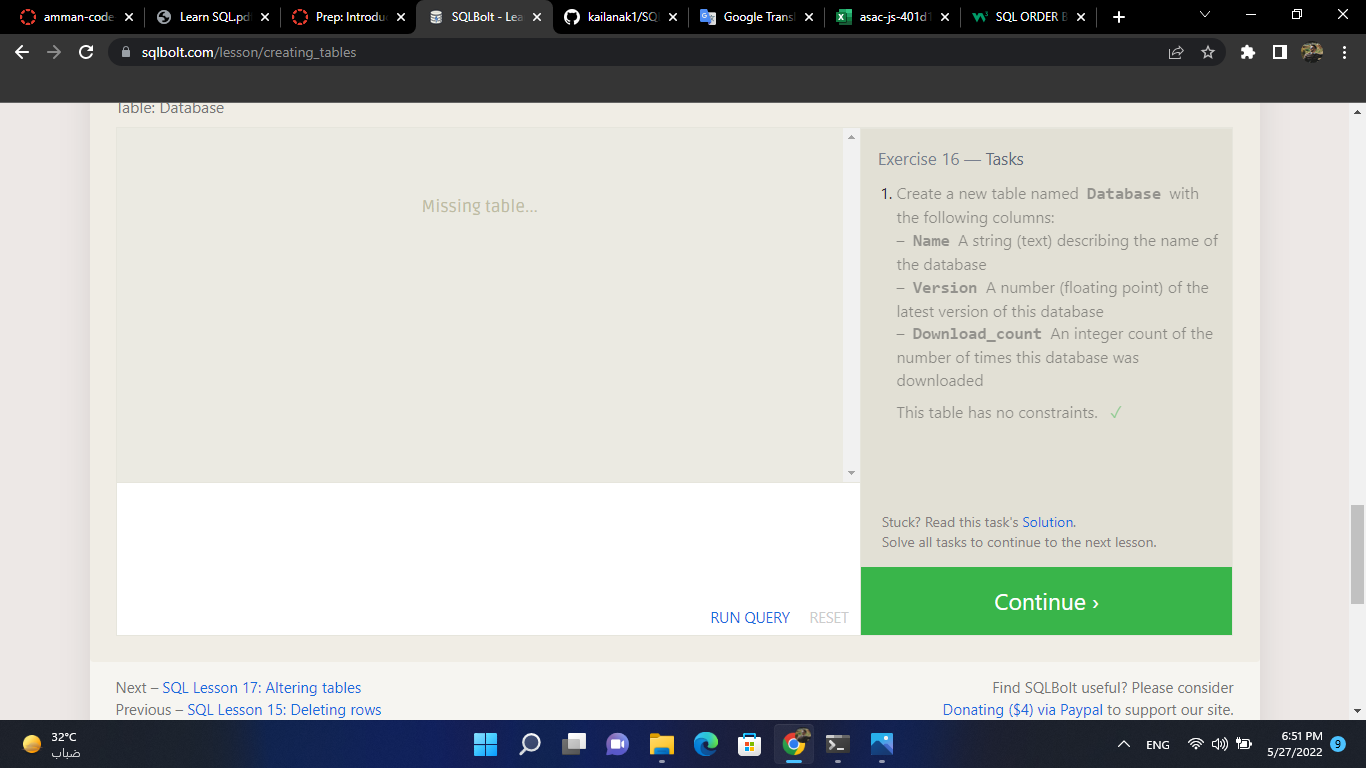 amman-code
Learn SQL.pdf
Prep: Introdu
SQLBolt - Lea
kailanak1/SQ
Google Transl
asac-js-401d1
SQL ORDER B
sqlbolt.com/lesson/creating_tables
Table: Database
Missing table…
Exercise 16 — Tasks
1. Create a new table named Database with
the following columns:
– Name A string (text) describing the name of
the database
– Version A number (floating point) of the
latest version of this database
– Download_count An integer count of the
number of times this database was
downloaded
This table has no constraints. ✓
Stuck? Read this task's Solution.
Solve all tasks to continue to the next lesson.
RUN QUERY RESET
Continue ›
Next – SQL Lesson 17: Altering tables
Previous – SQL Lesson 15: Deleting rows
Find SQLBolt useful? Please consider
Donating ($4) via Paypal to support our site.
32°C
ضباب
ENG
6:51 PM
5/27/2022
9